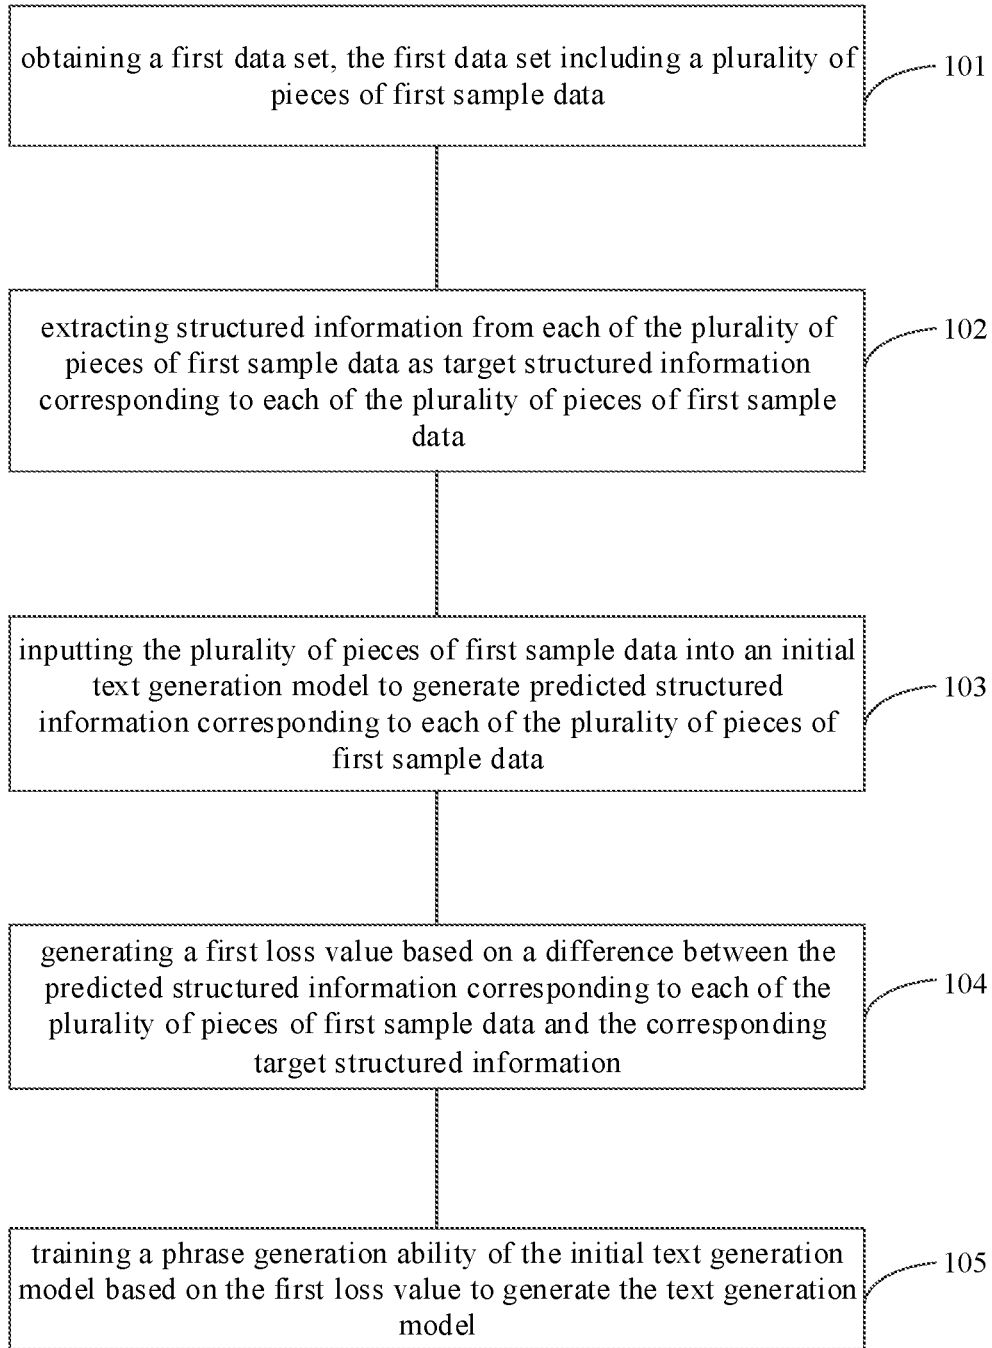 obtaining a first data set, the first data set including a plurality of
pieces of first sample data
101
extracting structured information from each of the plurality of
pieces of first sample data as target structured information
corresponding to each of the plurality of pieces of first sample
data
102
inputting the plurality of pieces of first sample data into an initial
text generation model to generate predicted structured
information corresponding to each of the plurality of pieces of
first sample data
103
generating a first loss value based on a difference between the
predicted structured information corresponding to each of the
plurality of pieces of first sample data and the corresponding
target structured information
104
training a phrase generation ability of the initial text generation
model based on the first loss value to generate the text generation
model
105